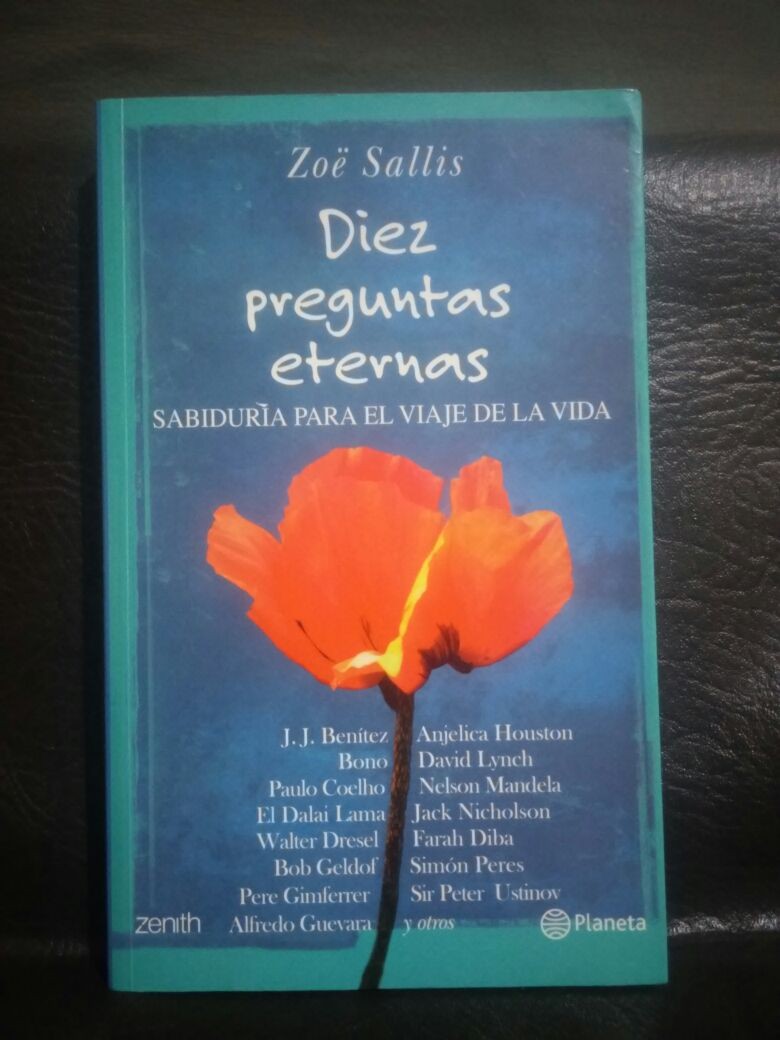 Zoë Sallis
Diez
preguntas
eternas
SABIDURÌA PARA EL VIAJE DE LA VIDA
J. J. Benítez
Bono
Paulo Coelho
El Dalai Lama
Walter Dresel
Bob Geldof
Pere Gimferrer
Alfredo Guevara
Anjelica Houston
David Lynch
Nelson Mandela
Jack Nicholson
Farah Diba
Simón Peres
Sir Peter Ustinov
y otros
zenith
Planeta